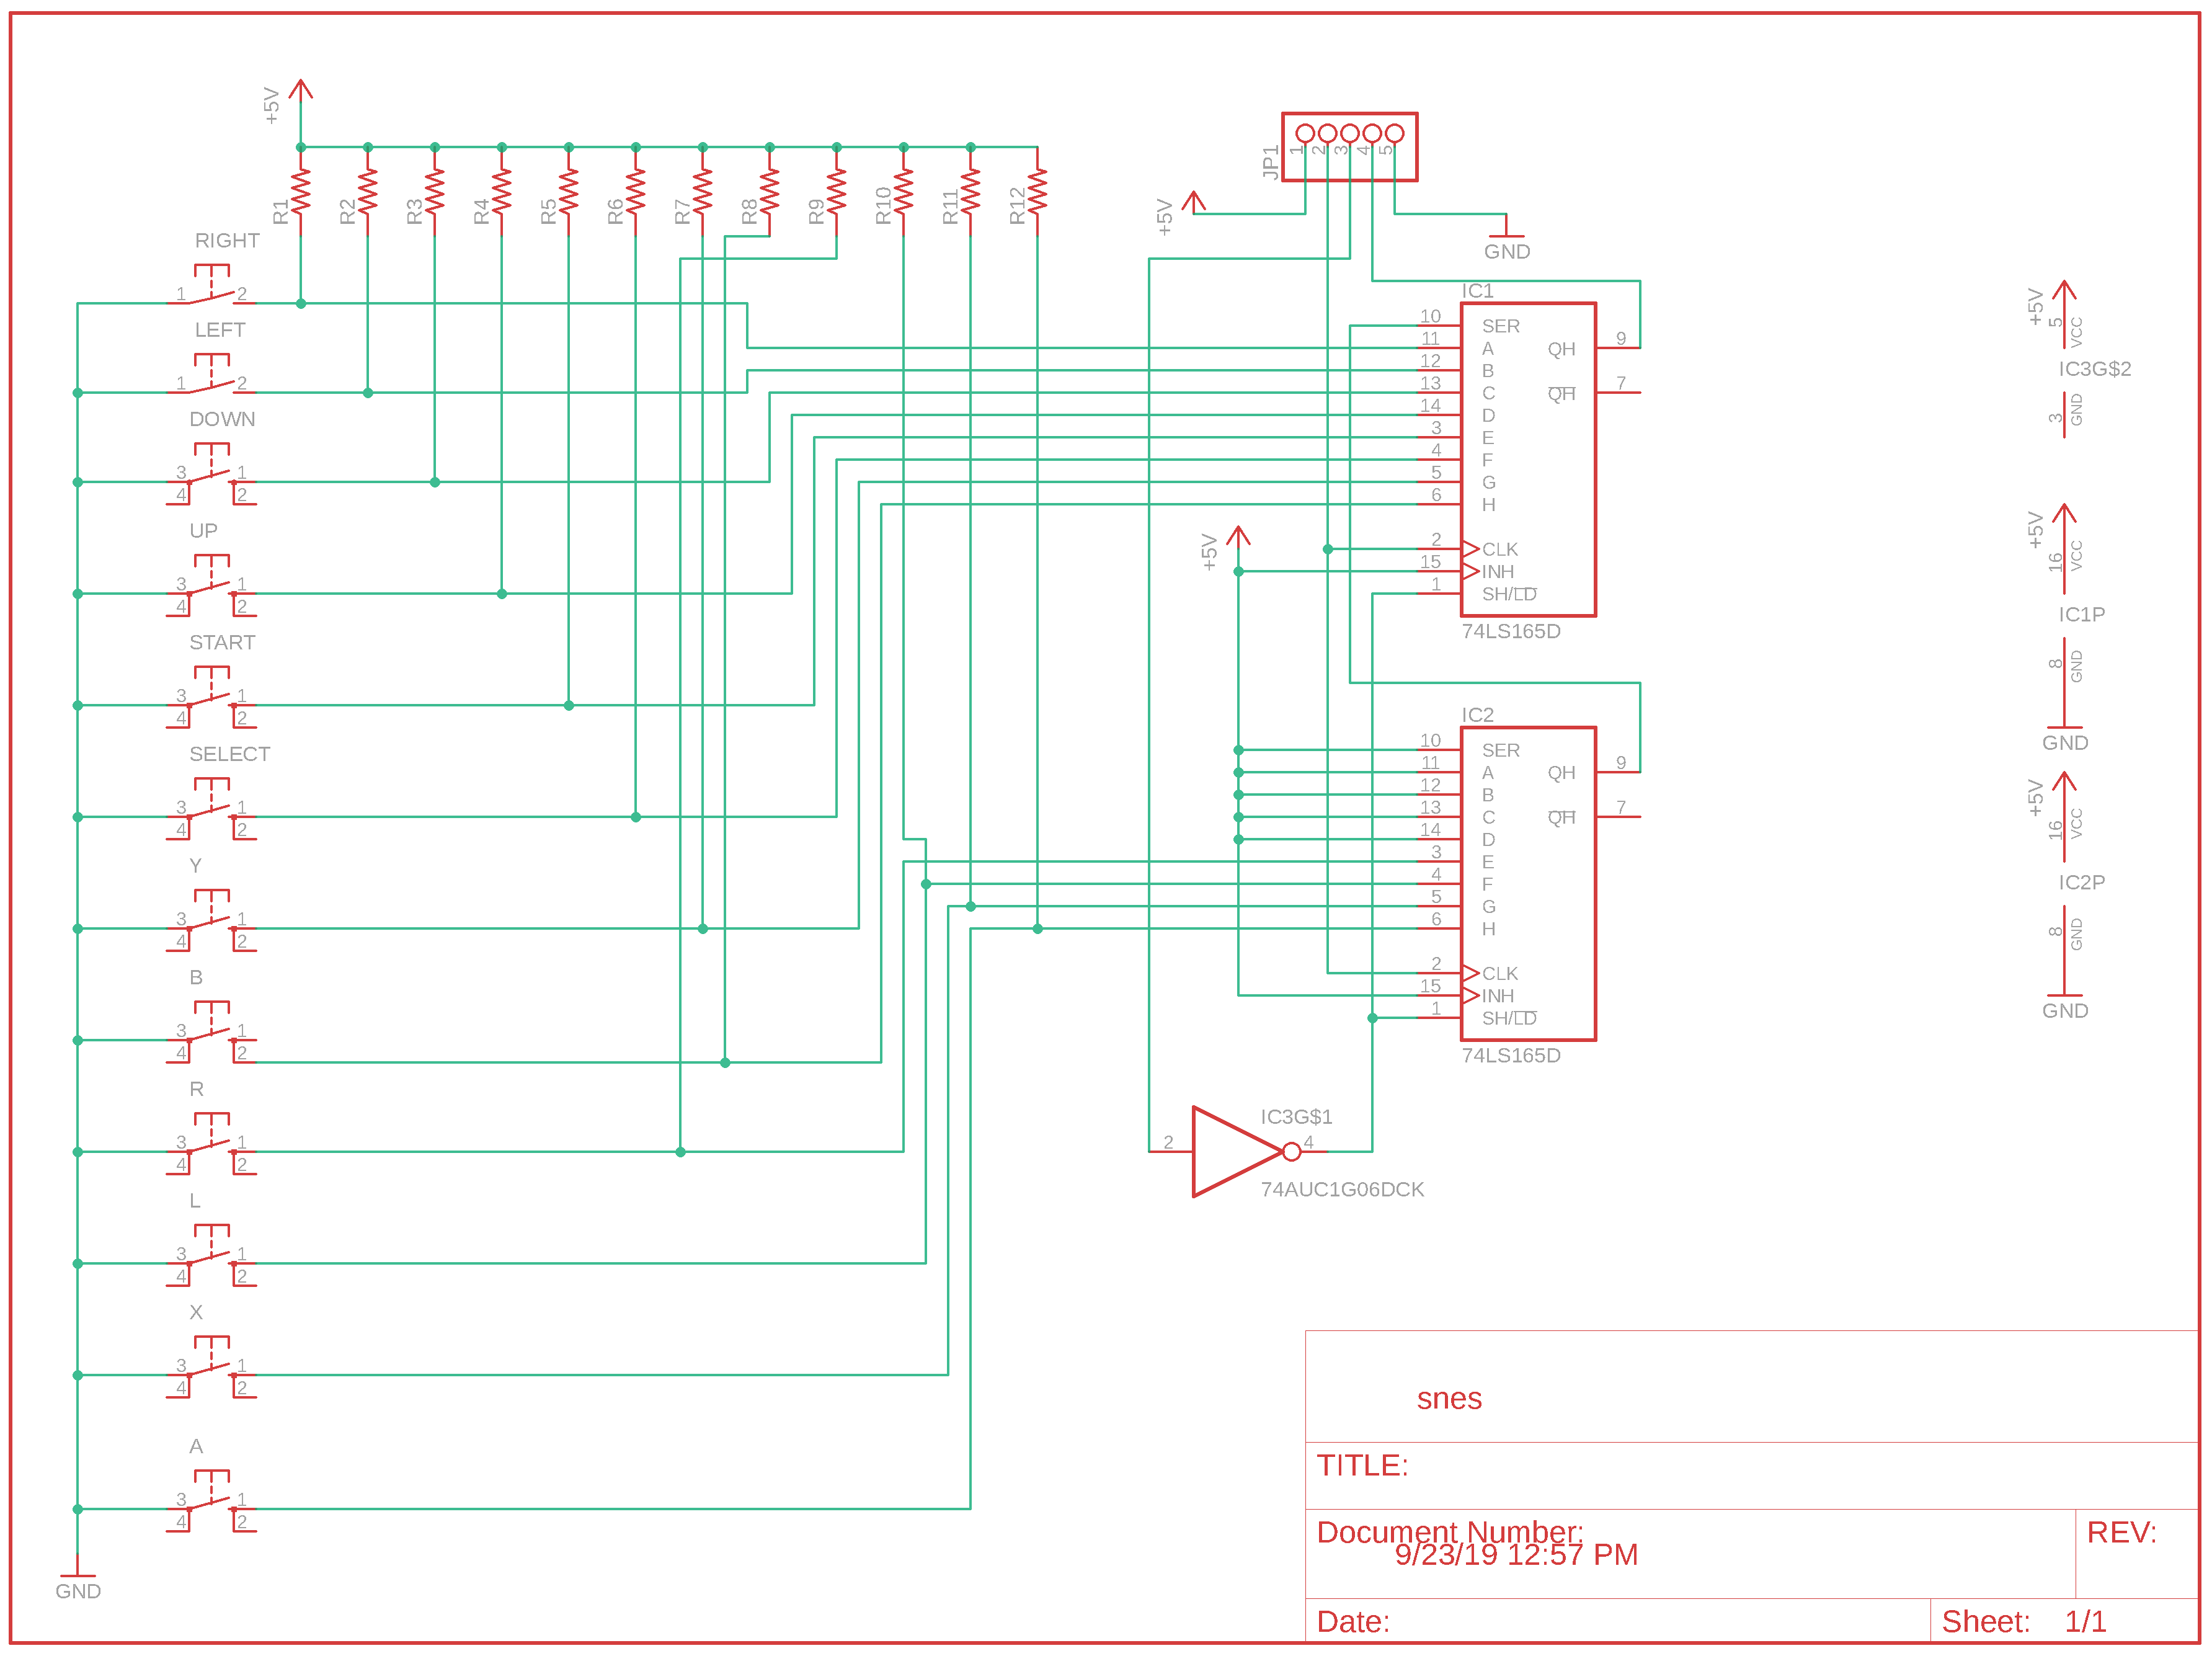 +5V
R1 R2 R3 R4 R5 R6 R7 R8 R9 R10 R11 R12
RIGHT
1 2
LEFT
1 2
DOWN
3 1
4 2
UP
3 1
4 2
START
3 1
4 2
SELECT
3 1
4 2
Y
3 1
4 2
B
3 1
4 2
R
3 1
4 2
L
3 1
4 2
X
3 1
4 2
A
3 1
4 2
GND
JP1
1 2 3 4 5
+5V
GND
IC1
10 SER
11 A QH 9
12 B
13 C QH 7
14 D
3 E
4 F
5 G
6 H
2 CLK
15 INH
1 SH/LD
74LS165D
+5V
IC2
10 SER
11 A QH 9
12 B
13 C QH 7
14 D
3 E
4 F
5 G
6 H
2 CLK
15 INH
1 SH/LD
74LS165D
IC3G$1
2 4
74AUC1G06DCK
+5V
5 VCC
IC3G$2
3 GND
+5V
16 VCC
IC1P
8 GND
GND
+5V
16 VCC
IC2P
8 GND
GND
snes
TITLE:
Document Number:
REV:
9/23/19 12:57 PM
Date:
Sheet: 1/1